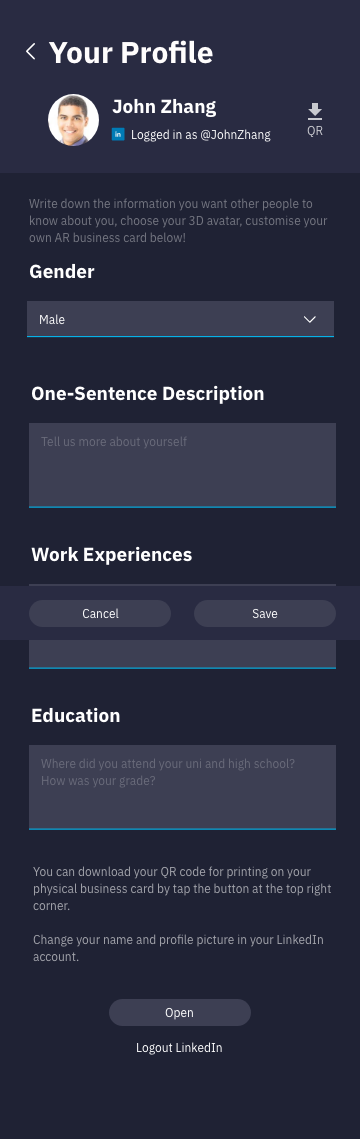 Your Profile
John Zhang
in Logged in as @JohnZhang
QR
Write down the information you want other people to
know about you, choose your 3D avatar, customise your
own AR business card below!
Gender
Male
One-Sentence Description
Tell us more about yourself
Work Experiences
Cancel
Save
Education
Where did you attend your uni and high school?
How was your grade?
You can download your QR code for printing on your
physical business card by tap the button at the top right
corner.
Change your name and profile picture in your LinkedIn
account.
Open
Logout LinkedIn